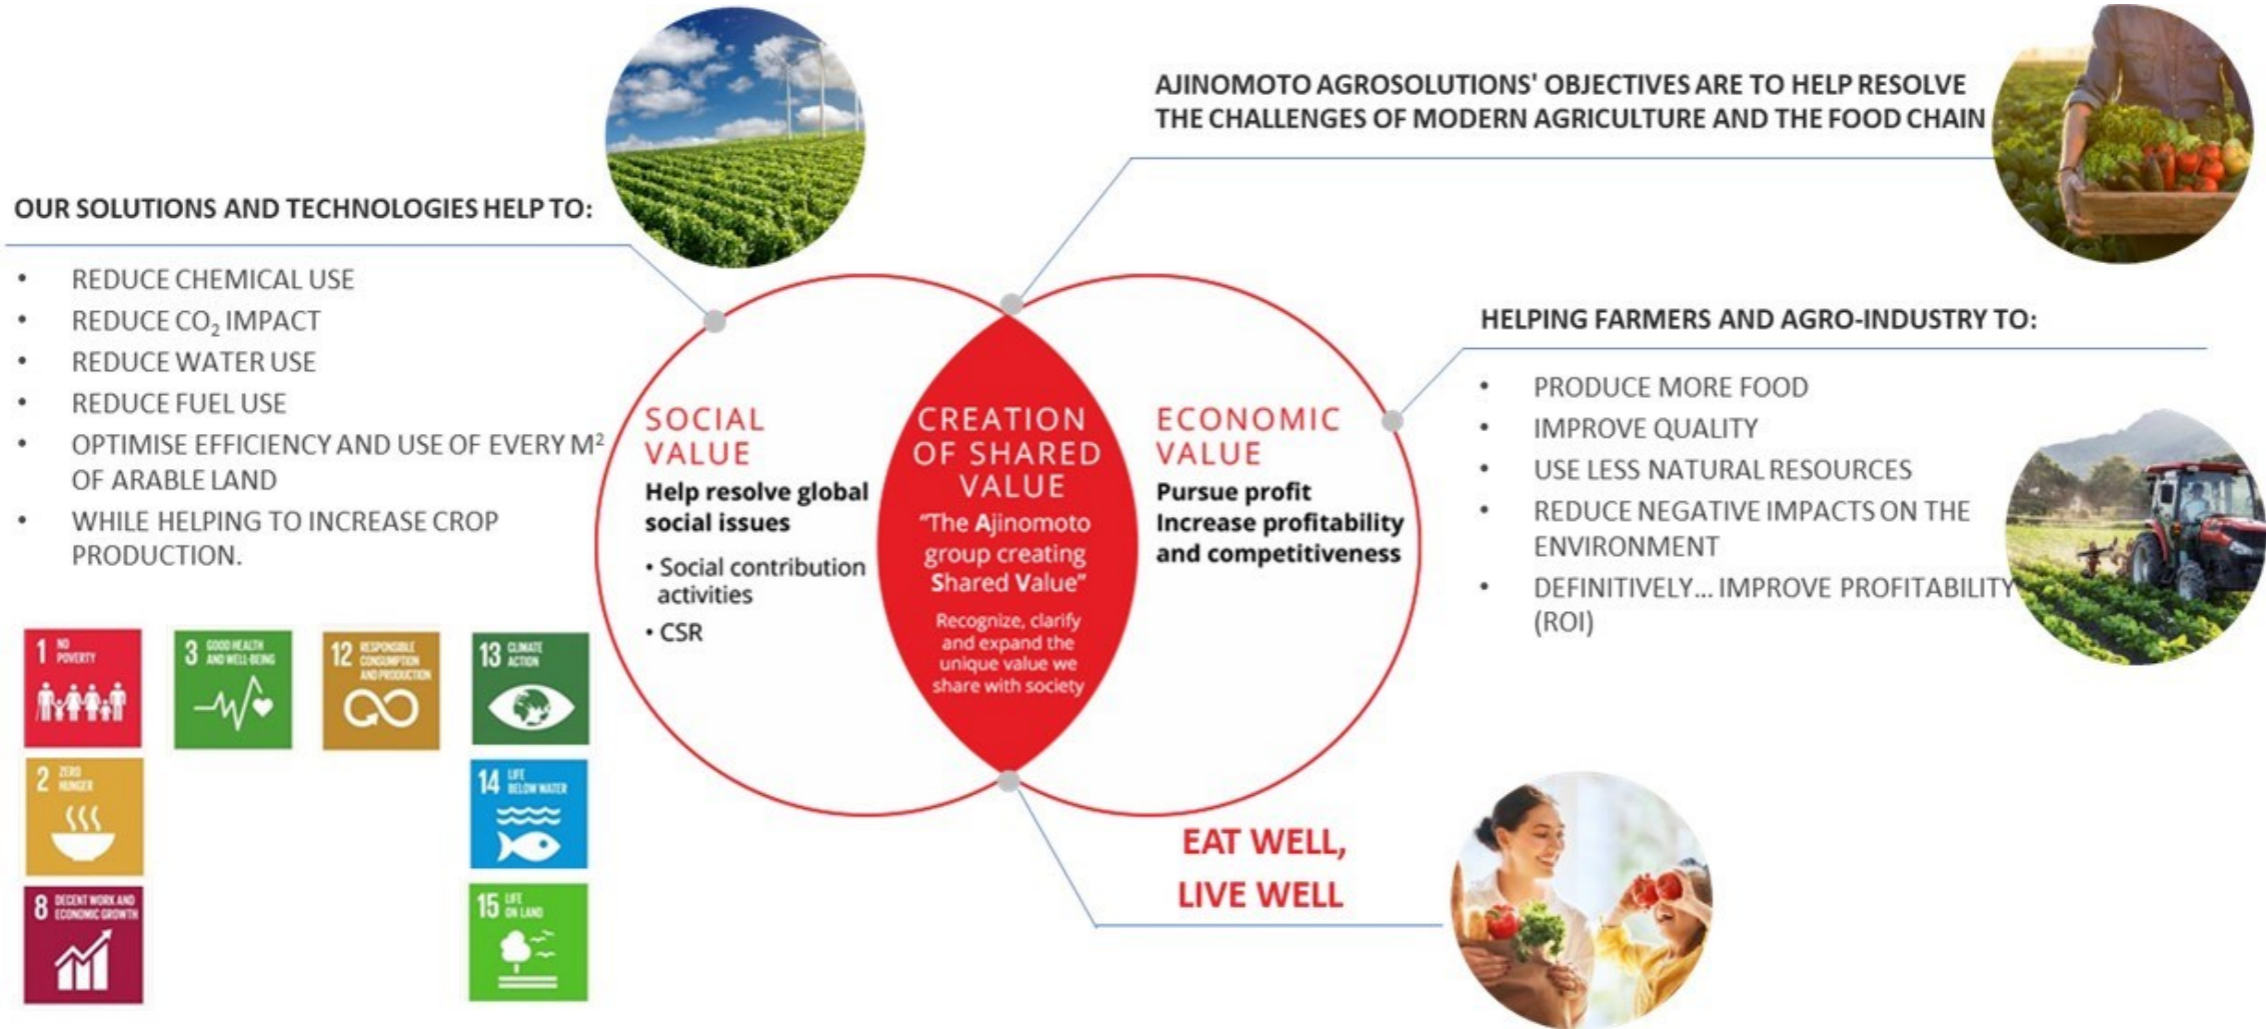 AJINOMOTO AGROSOLUTIONS' OBJECTIVES ARE TO HELP RESOLVE
THE CHALLENGES OF MODERN AGRICULTURE AND THE FOOD CHAIN
OUR SOLUTIONS AND TECHNOLOGIES HELP TO:
• REDUCE CHEMICAL USE
• REDUCE CO₂ IMPACT
• REDUCE WATER USE
• REDUCE FUEL USE
• OPTIMISE EFFICIENCY AND USE OF EVERY M²
OF ARABLE LAND
• WHILE HELPING TO INCREASE CROP
PRODUCTION.
SOCIAL
VALUE
Help resolve global
social issues
• Social contribution
activities
• CSR
CREATION
OF SHARED
VALUE
“The Ajinomoto
group creating
Shared Value”
Recognize, clarify
and expand the
unique value we
share with society
ECONOMIC
VALUE
Pursue profit
Increase profitability
and competitiveness
HELPING FARMERS AND AGRO-INDUSTRY TO:
• PRODUCE MORE FOOD
• IMPROVE QUALITY
• USE LESS NATURAL RESOURCES
• REDUCE NEGATIVE IMPACTS ON THE
ENVIRONMENT
• DEFINITIVELY... IMPROVE PROFITABILITY
(ROI)
1 NO
POVERTY
3 GOOD HEALTH
AND WELL-BEING
12 RESPONSIBLE
CONSUMPTION
AND PRODUCTION
13 CLIMATE
ACTION
2 ZERO
HUNGER
14 LIFE
BELOW WATER
8 DECENT WORK AND
ECONOMIC GROWTH
15 LIFE
ON LAND
EAT WELL,
LIVE WELL